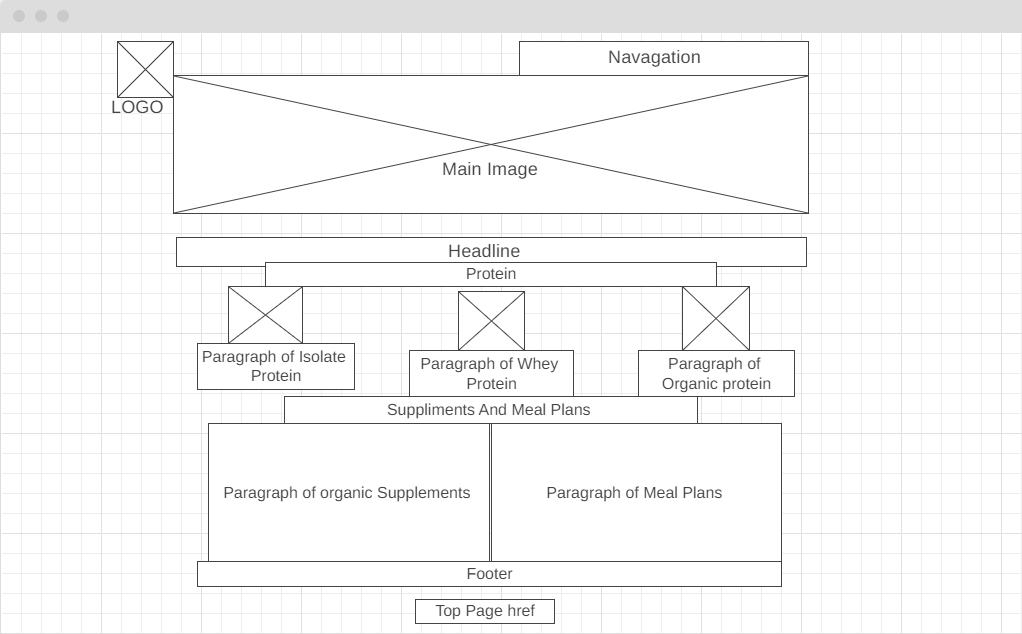 Navagation
LOGO
Main Image
Headline
Protein
Paragraph of Isolate
Protein
Paragraph of Whey
Protein
Paragraph of
Organic protein
Suppliments And Meal Plans
Paragraph of organic Supplements
Paragraph of Meal Plans
Footer
Top Page href